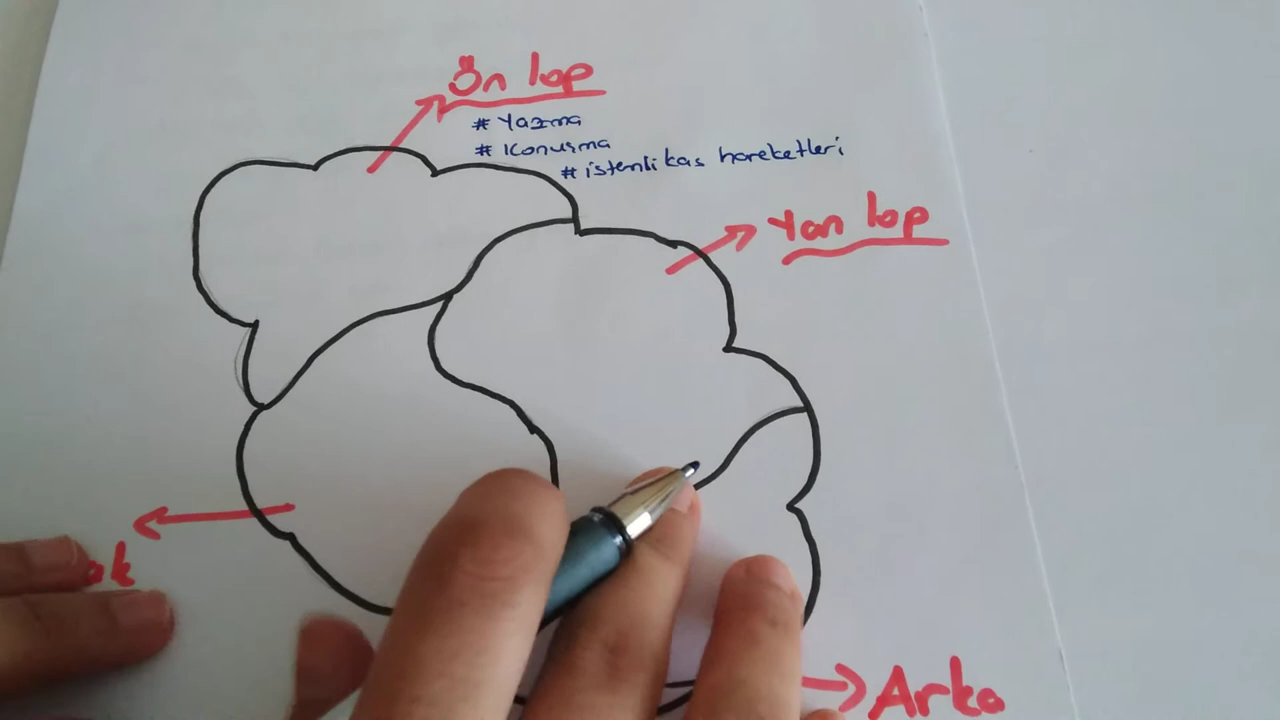 Ön lop
# Yazma
# Konuşma
# istemli kas hareketleri
Yan lop
Arka